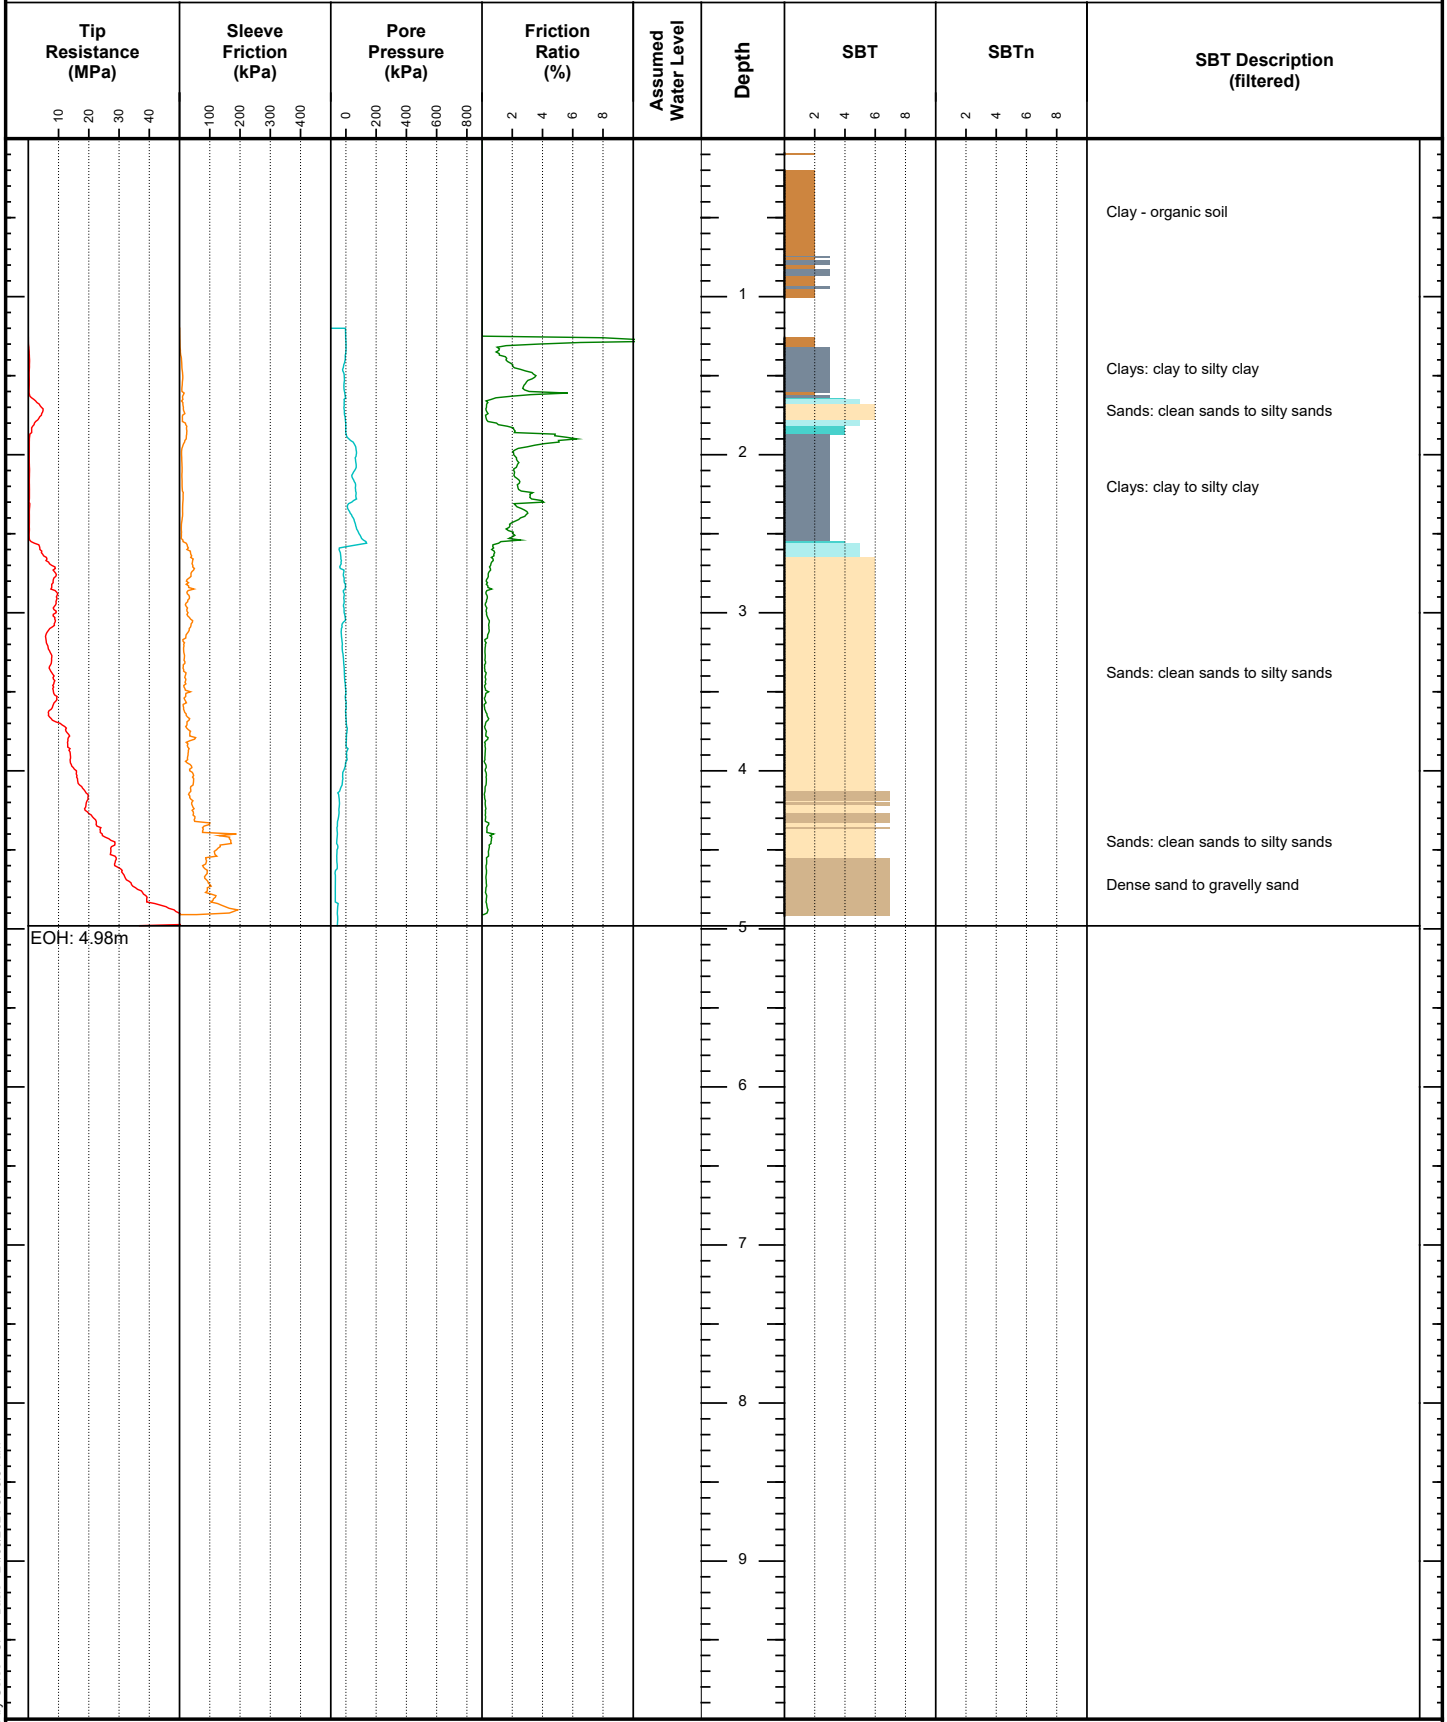 Tip
Resistance
(MPa)
Sleeve
Friction
(kPa)
Pore
Pressure
(kPa)
Friction
Ratio
(%)
Assumed
Water Level
Depth
SBT
SBTn
SBT Description
(filtered)
10 20 30 40
100 200 300 400
0 200 400 600 800
2 4 6 8
2 4 6 8
2 4 6 8
Clay - organic soil
1
Clays: clay to silty clay
Sands: clean sands to silty sands
2
Clays: clay to silty clay
3
Sands: clean sands to silty sands
4
Sands: clean sands to silty sands
Dense sand to gravelly sand
5
EOH: 4.98m
6
7
8
9